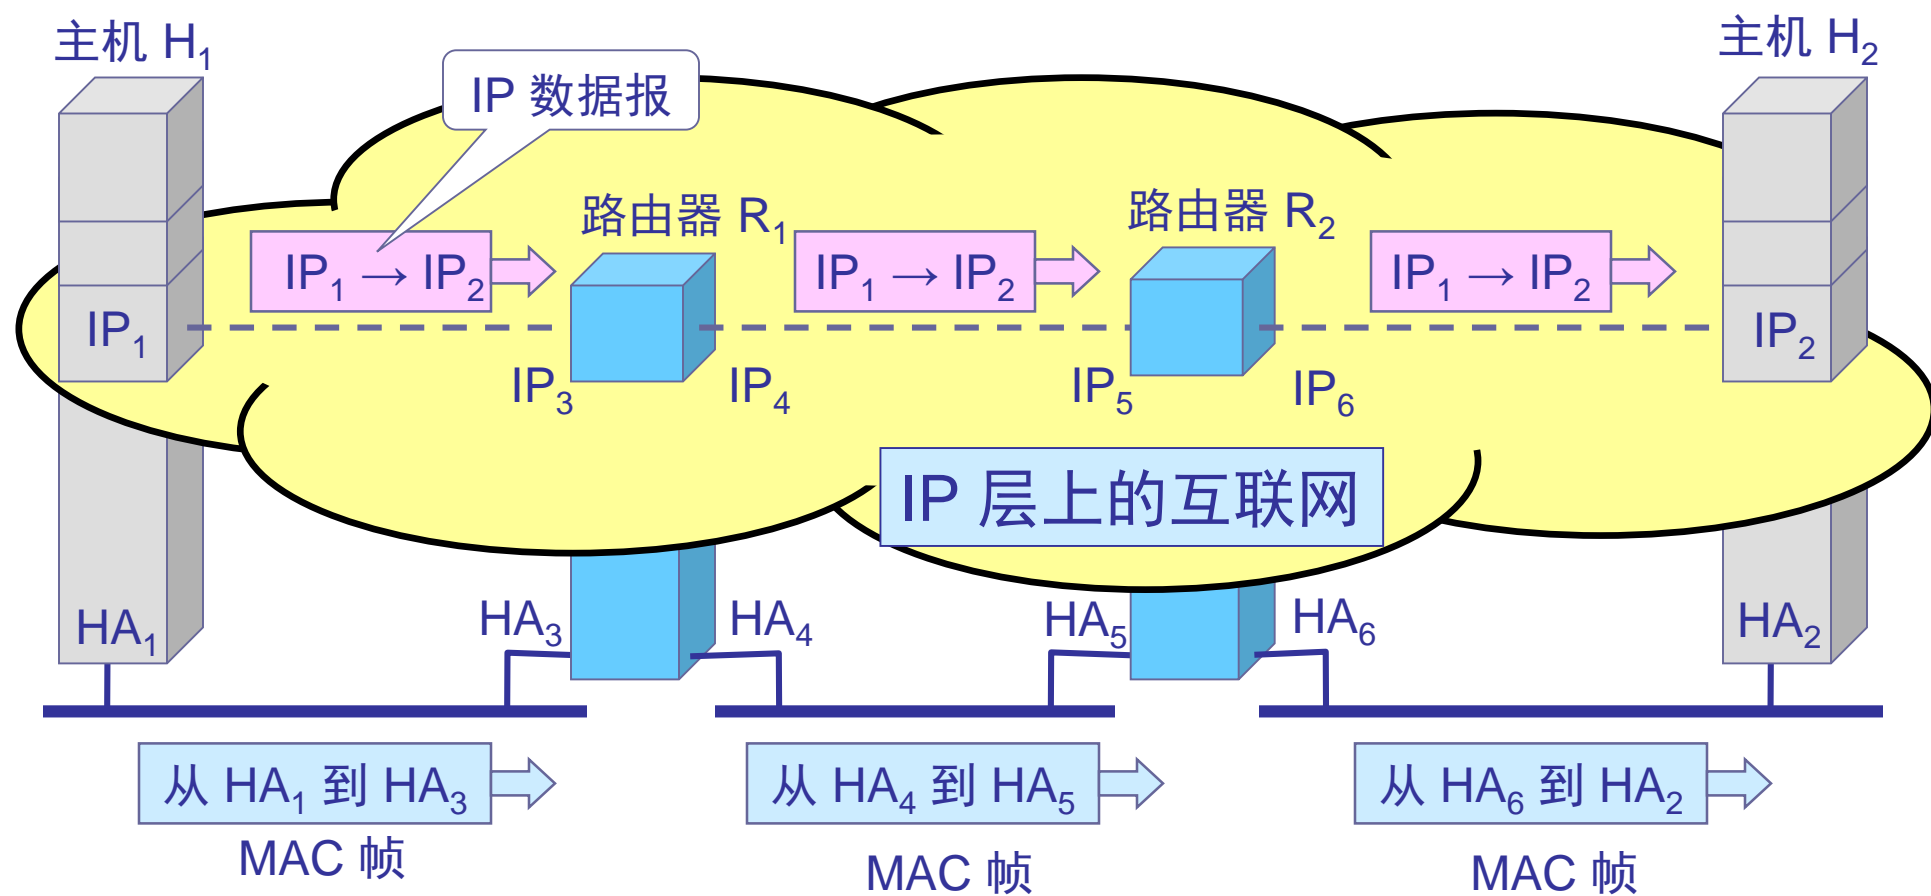 主机 H₁
主机 H₂
IP 数据报
路由器 R₁
路由器 R₂
IP₁ → IP₂
IP₁ → IP₂
IP₁ → IP₂
IP₁
IP₂
IP₃
IP₄
IP₅
IP₆
IP 层上的互联网
HA₁
HA₃
HA₄
HA₅
HA₆
HA₂
从 HA₁ 到 HA₃
从 HA₄ 到 HA₅
从 HA₆ 到 HA₂
MAC 帧
MAC 帧
MAC 帧